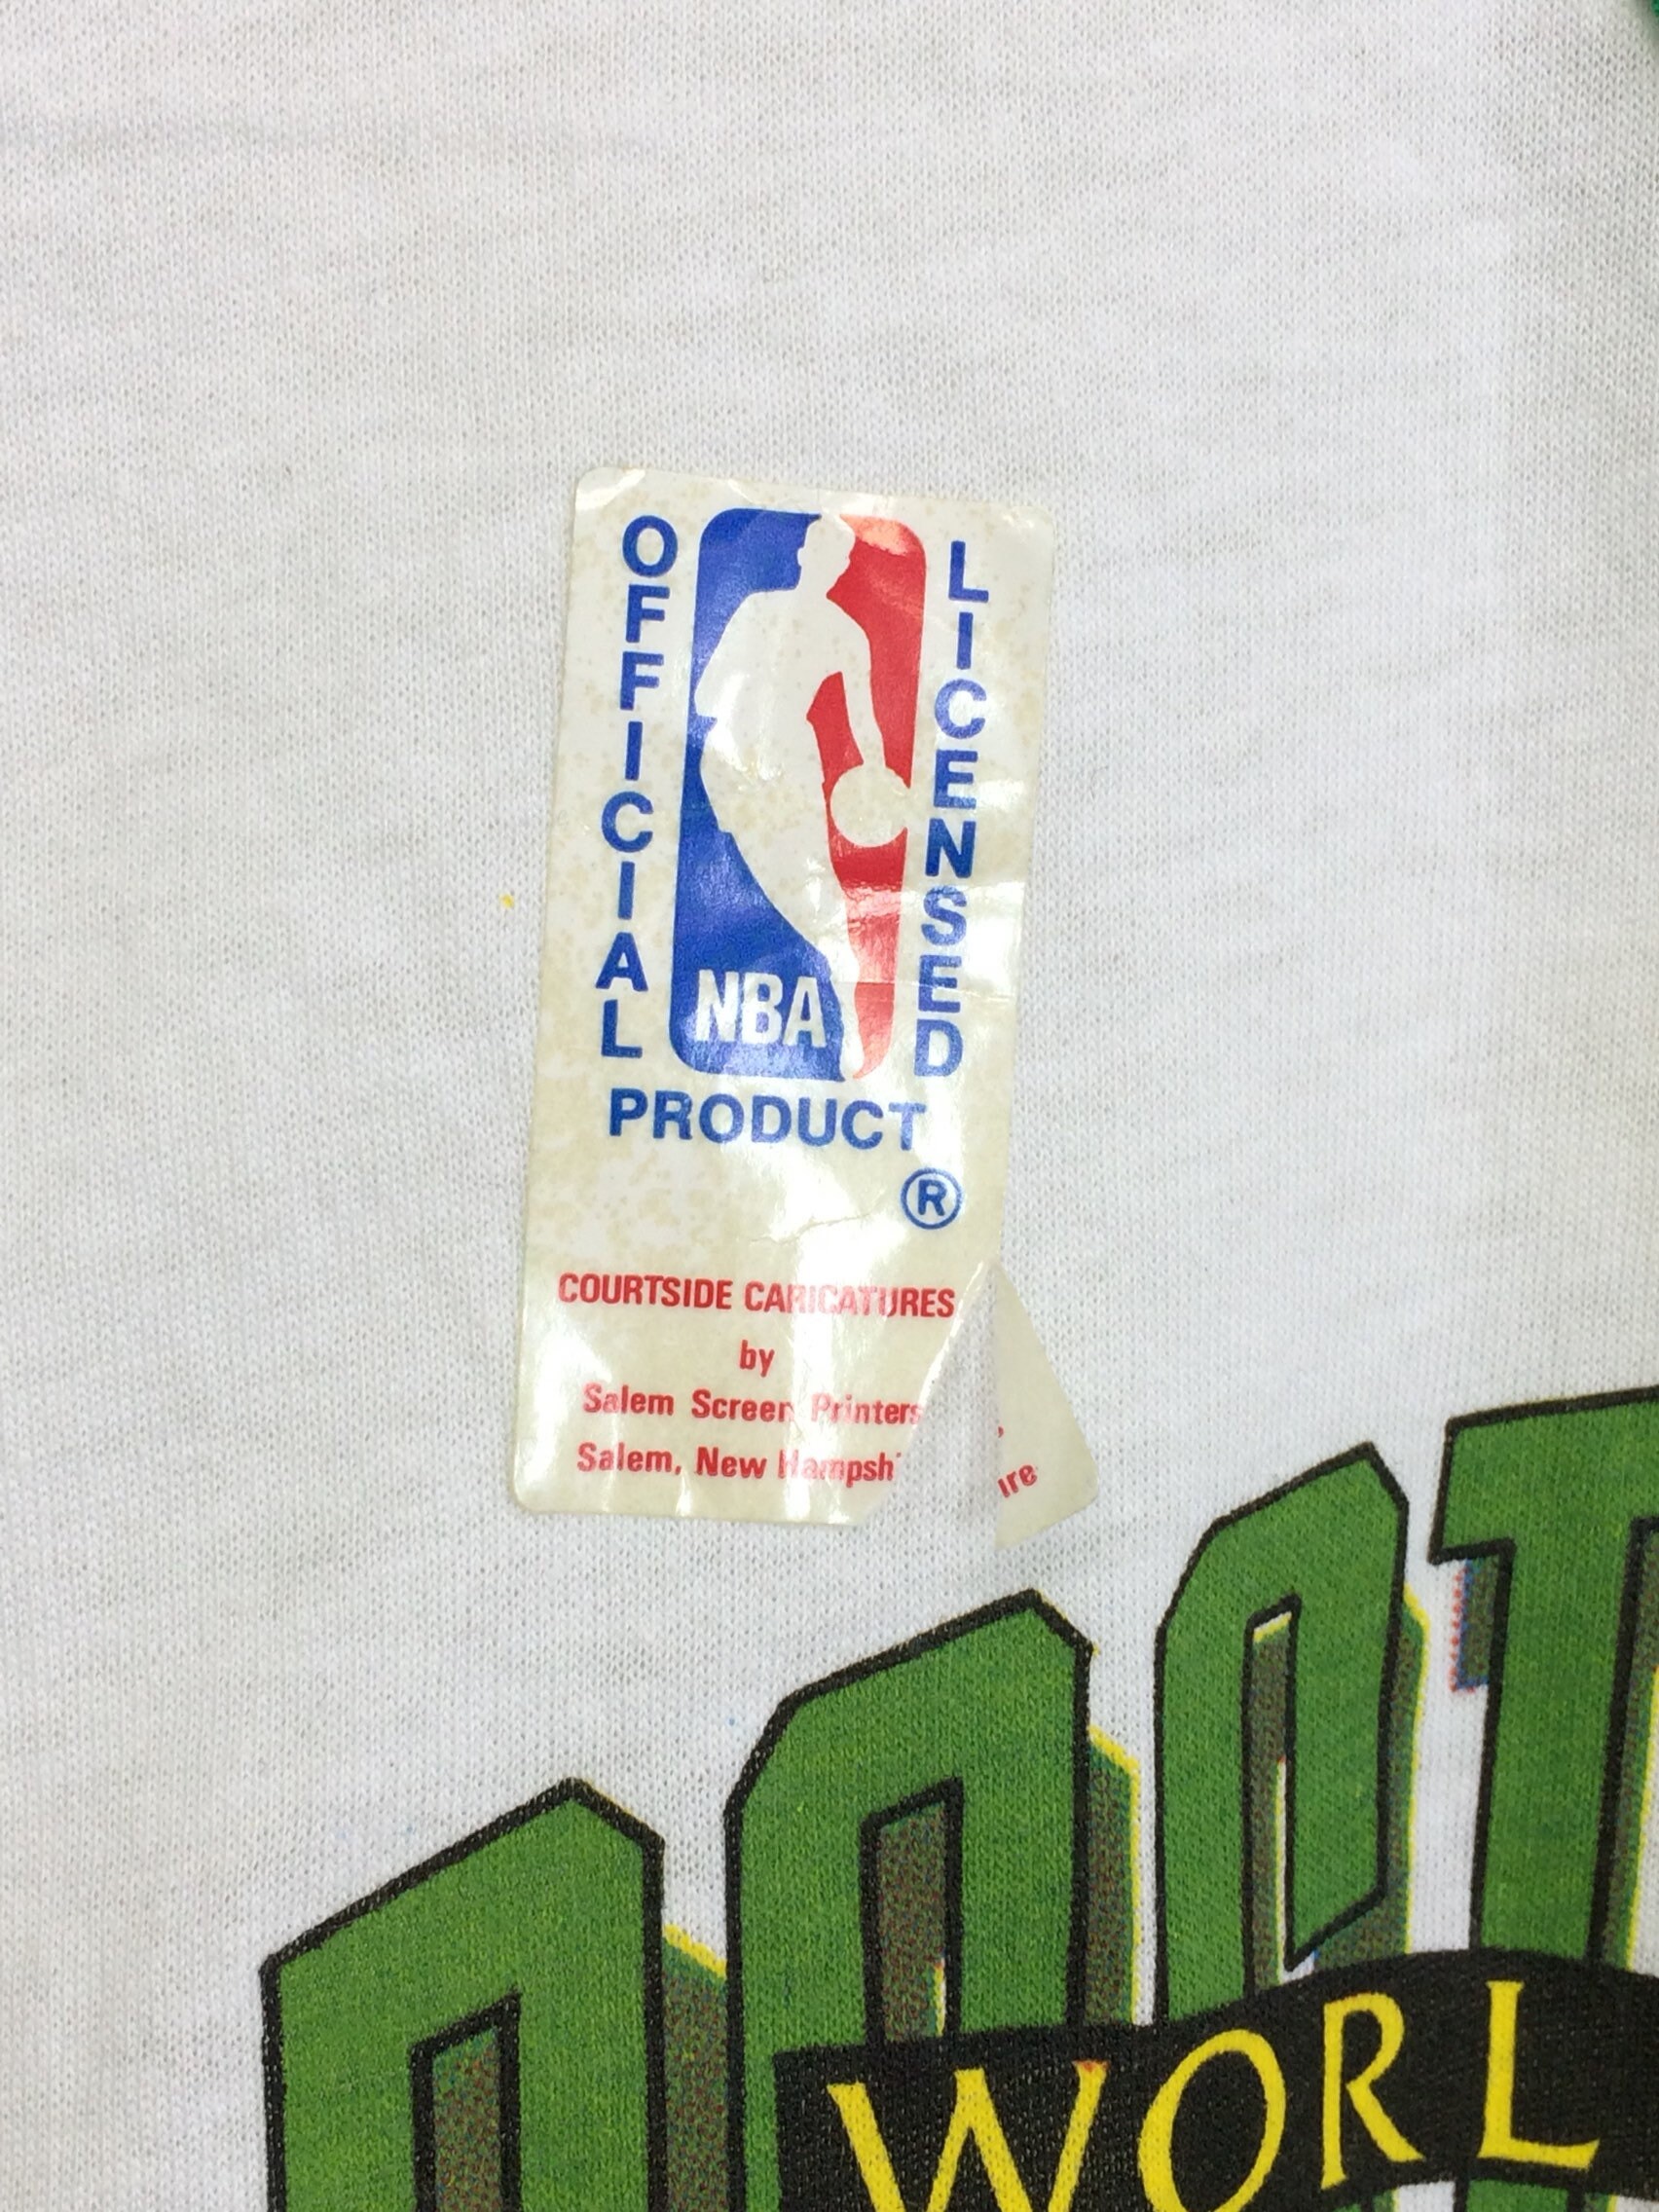 OFFICIAL
LICENSED
NBA
PRODUCT
®
COURTSIDE CARICATURES
by
Salem Screen Printers,
Salem, New Hampshire
WORL